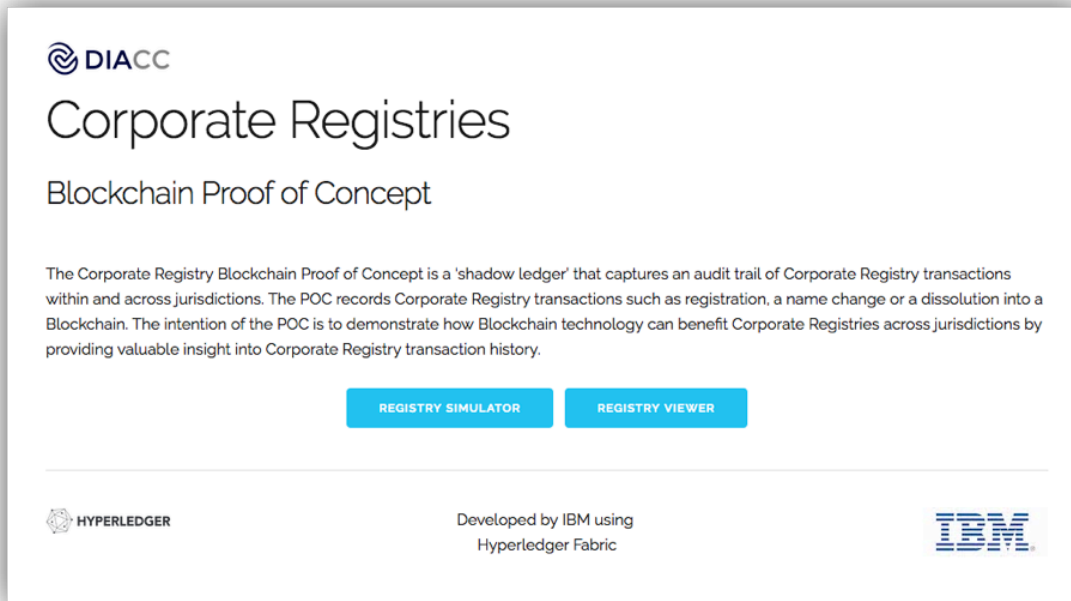 DIACC
Corporate Registries
Blockchain Proof of Concept
The Corporate Registry Blockchain Proof of Concept is a ‘shadow ledger’ that captures an audit trail of Corporate Registry transactions
within and across jurisdictions. The POC records Corporate Registry transactions such as registration, a name change or a dissolution into a
Blockchain. The intention of the POC is to demonstrate how Blockchain technology can benefit Corporate Registries across jurisdictions by
providing valuable insight into Corporate Registry transaction history.
REGISTRY SIMULATOR REGISTRY VIEWER
HYPERLEDGER
Developed by IBM using
Hyperledger Fabric
IBM®